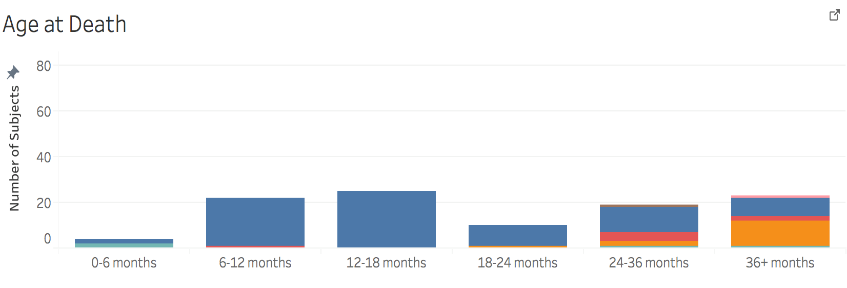 Age at Death
Number of Subjects
80
60
40
20
0
0-6 months
6-12 months
12-18 months
18-24 months
24-36 months
36+ months